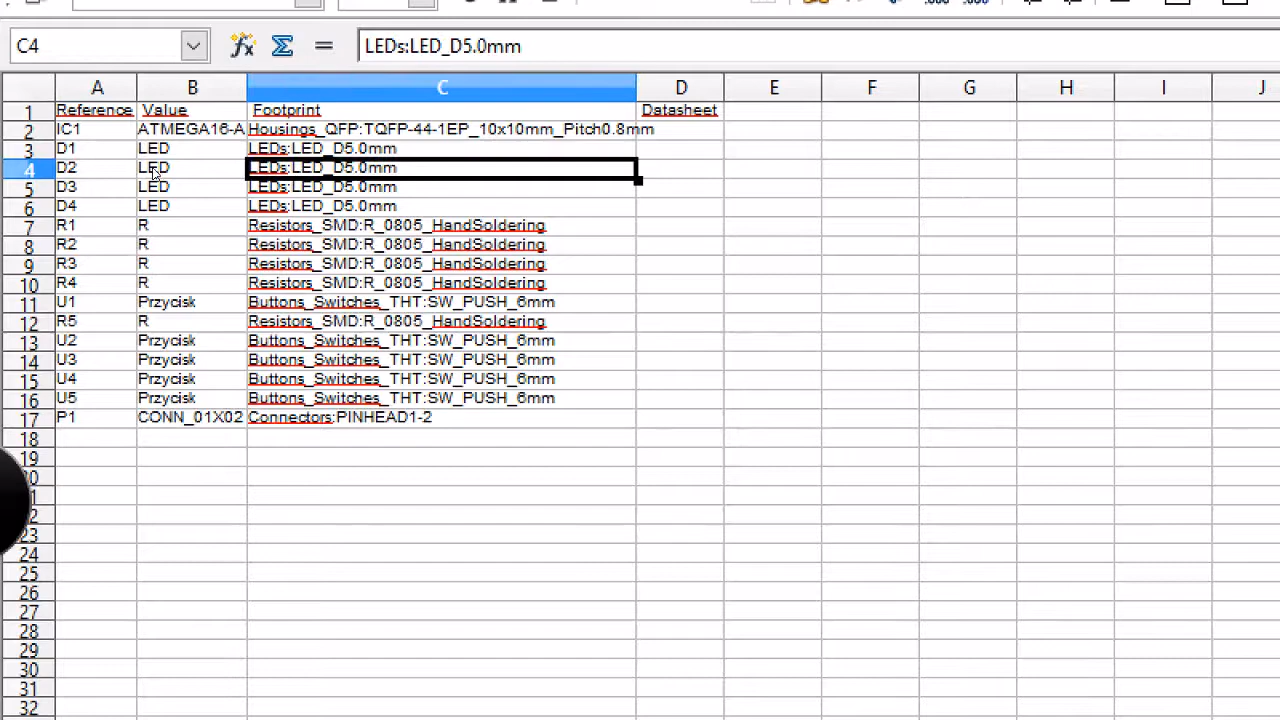 C4 LEDs:LED_D5.0mm
A B C D E F G H I J
1 Reference Value Footprint Datasheet
2 IC1 ATMEGA16-A Housings_QFP:TQFP-44-1EP_10x10mm_Pitch0.8mm
3 D1 LED LEDs:LED_D5.0mm
4 D2 LED LEDs:LED_D5.0mm
5 D3 LED LEDs:LED_D5.0mm
6 D4 LED LEDs:LED_D5.0mm
7 R1 R Resistors_SMD:R_0805_HandSoldering
8 R2 R Resistors_SMD:R_0805_HandSoldering
9 R3 R Resistors_SMD:R_0805_HandSoldering
10 R4 R Resistors_SMD:R_0805_HandSoldering
11 U1 Przycisk Buttons_Switches_THT:SW_PUSH_6mm
12 R5 R Resistors_SMD:R_0805_HandSoldering
13 U2 Przycisk Buttons_Switches_THT:SW_PUSH_6mm
14 U3 Przycisk Buttons_Switches_THT:SW_PUSH_6mm
15 U4 Przycisk Buttons_Switches_THT:SW_PUSH_6mm
16 U5 Przycisk Buttons_Switches_THT:SW_PUSH_6mm
17 P1 CONN_01X02 Connectors:PINHEAD1-2
18
19
23
24
25
26
27
28
29
30
31
32